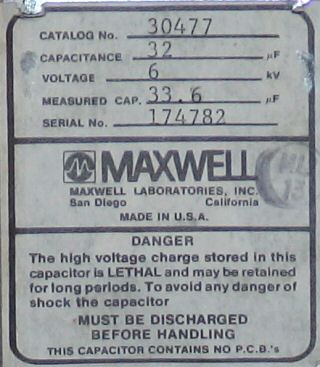 CATALOG No. 30477
CAPACITANCE 32 µF
VOLTAGE 6 kV
MEASURED CAP. 33.6 µF
SERIAL No. 174782
MAXWELL
MAXWELL LABORATORIES, INC.
San Diego California
MADE IN U.S.A.
DANGER
The high voltage charge stored in this
capacitor is LETHAL and may be retained
for long periods. To avoid any danger of
shock the capacitor
MUST BE DISCHARGED
BEFORE HANDLING
THIS CAPACITOR CONTAINS NO P.C.B.'s